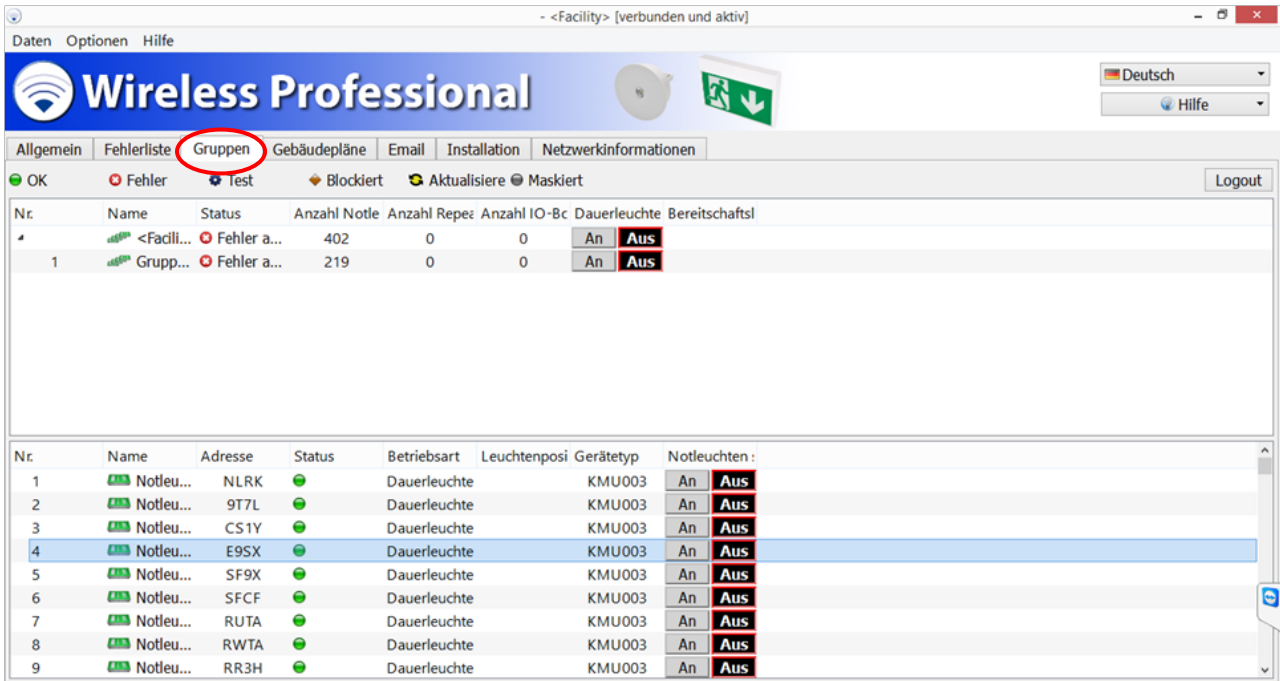 - <Facility> [verbunden und aktiv]
Daten Optionen Hilfe
Wireless Professional
Deutsch
Hilfe
Allgemein Fehlerliste Gruppen Gebäudepläne Email Installation Netzwerkinformationen
OK Fehler Test Blockiert Aktualisiere Maskiert Logout
Nr. Name Status Anzahl Notle Anzahl Repea Anzahl IO-Bc Dauerleuchte Bereitschaftsl
<Facili... Fehler a... 402 0 0 An Aus
1 Grupp... Fehler a... 219 0 0 An Aus
Nr. Name Adresse Status Betriebsart Leuchtenposi Gerätetyp Notleuchten :
1 Notleu... NLRK Dauerleuchte KMU003 An Aus
2 Notleu... 9T7L Dauerleuchte KMU003 An Aus
3 Notleu... CS1Y Dauerleuchte KMU003 An Aus
4 Notleu... E9SX Dauerleuchte KMU003 An Aus
5 Notleu... SF9X Dauerleuchte KMU003 An Aus
6 Notleu... SFCF Dauerleuchte KMU003 An Aus
7 Notleu... RUTA Dauerleuchte KMU003 An Aus
8 Notleu... RWTA Dauerleuchte KMU003 An Aus
9 Notleu... RR3H Dauerleuchte KMU003 An Aus